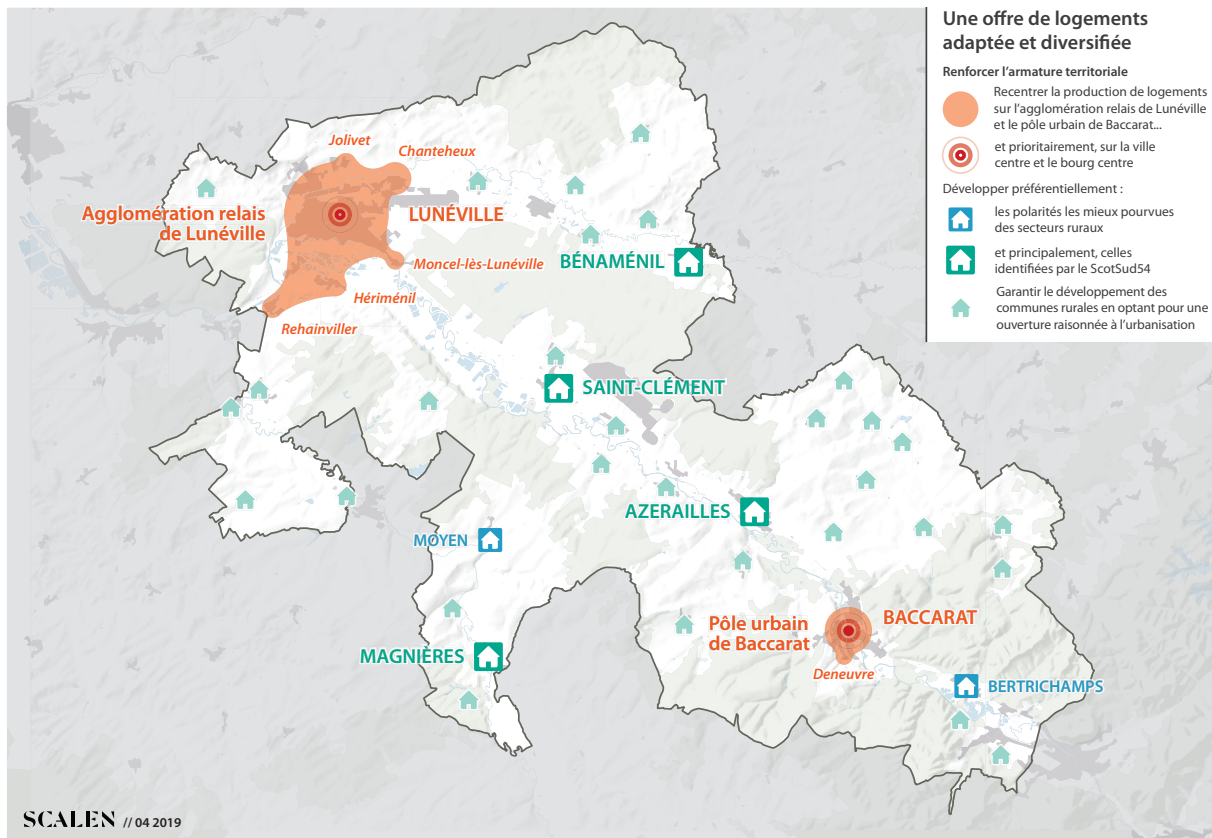 Une offre de logements
adaptée et diversifiée
Renforcer l'armature territoriale
Recentrer la production de logements
sur l'agglomération relais de Lunéville
et le pôle urbain de Baccarat...
et prioritairement, sur la ville
centre et le bourg centre
Développer préférentiellement :
les polarités les mieux pourvues
des secteurs ruraux
et principalement, celles
identifiées par le ScotSud54
Garantir le développement des
communes rurales en optant pour une
ouverture raisonnée à l'urbanisation
Jolivet
Chanteheux
Agglomération relais
de Lunéville
LUNÉVILLE
Moncel-lès-Lunéville
BÉNAMÉNIL
Hériménil
Rehainviller
SAINT-CLÉMENT
AZERAILLES
MOYEN
Pôle urbain
de Baccarat
BACCARAT
MAGNIÈRES
Deneuvre
BERTRICHAMPS
SCALEN // 04 2019